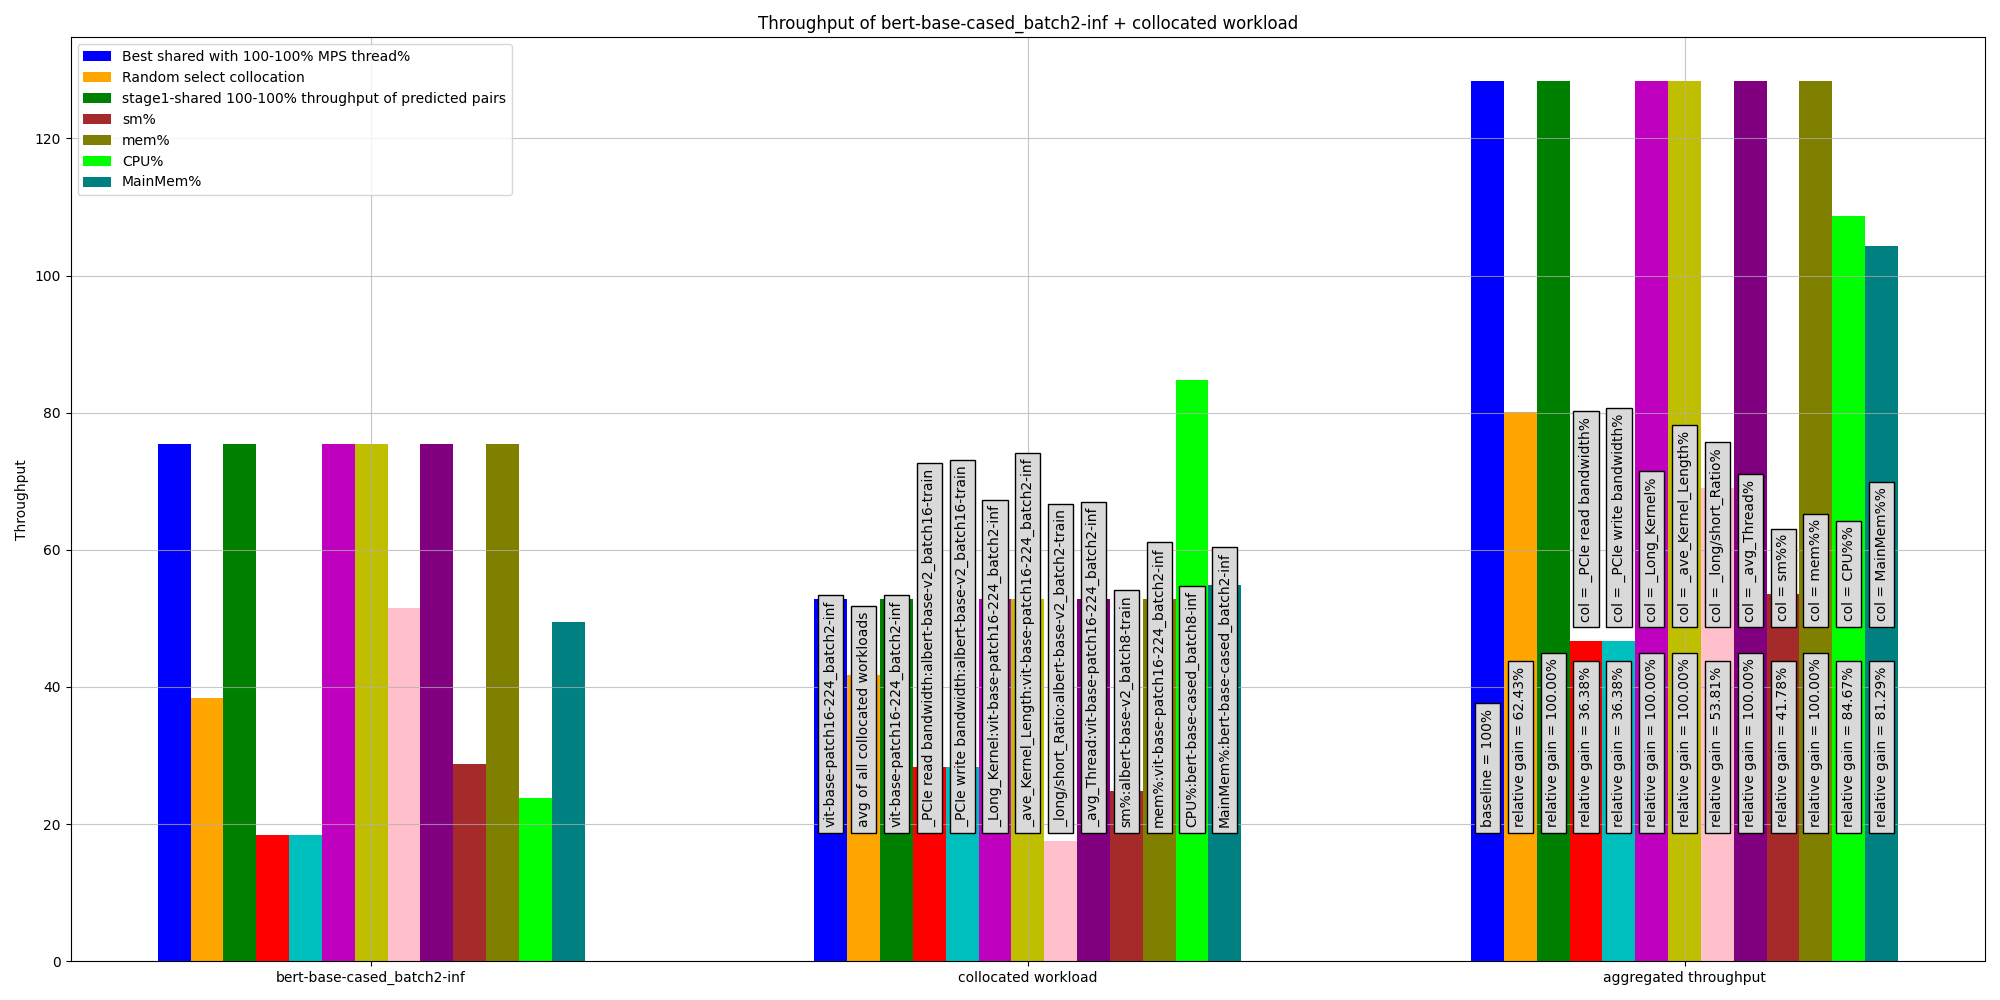 Throughput of bert-base-cased_batch2-inf + collocated workload
Best shared with 100-100% MPS thread%
Random select collocation
stage1-shared 100-100% throughput of predicted pairs
sm%
mem%
CPU%
MainMem%
Throughput
120
100
80
60
40
20
0
vit-base-patch16-224_batch2-inf
avg of all collocated workloads
vit-base-patch16-224_batch2-inf
_PCIe read bandwidth:albert-base-v2_batch16-train
_PCIe write bandwidth:albert-base-v2_batch16-train
_Long_Kernel:vit-base-patch16-224_batch2-inf
_ave_Kernel_Length:vit-base-patch16-224_batch2-inf
_long/short_Ratio:albert-base-v2_batch2-train
_avg_Thread:vit-base-patch16-224_batch2-inf
sm%:albert-base-v2_batch8-train
mem%:vit-base-patch16-224_batch2-inf
CPU%:bert-base-cased_batch8-inf
MainMem%:bert-base-cased_batch2-inf
col = _PCIe read bandwidth%
col = _PCIe write bandwidth%
col = _Long_Kernel%
col = _ave_Kernel_Length%
col = _long/short_Ratio%
col = _avg_Thread%
col = sm%%
col = mem%%
col = CPU%%
col = MainMem%%
baseline = 100%
relative gain = 62.43%
relative gain = 100.00%
relative gain = 36.38%
relative gain = 36.38%
relative gain = 100.00%
relative gain = 100.00%
relative gain = 53.81%
relative gain = 100.00%
relative gain = 41.78%
relative gain = 100.00%
relative gain = 84.67%
relative gain = 81.29%
bert-base-cased_batch2-inf
collocated workload
aggregated throughput